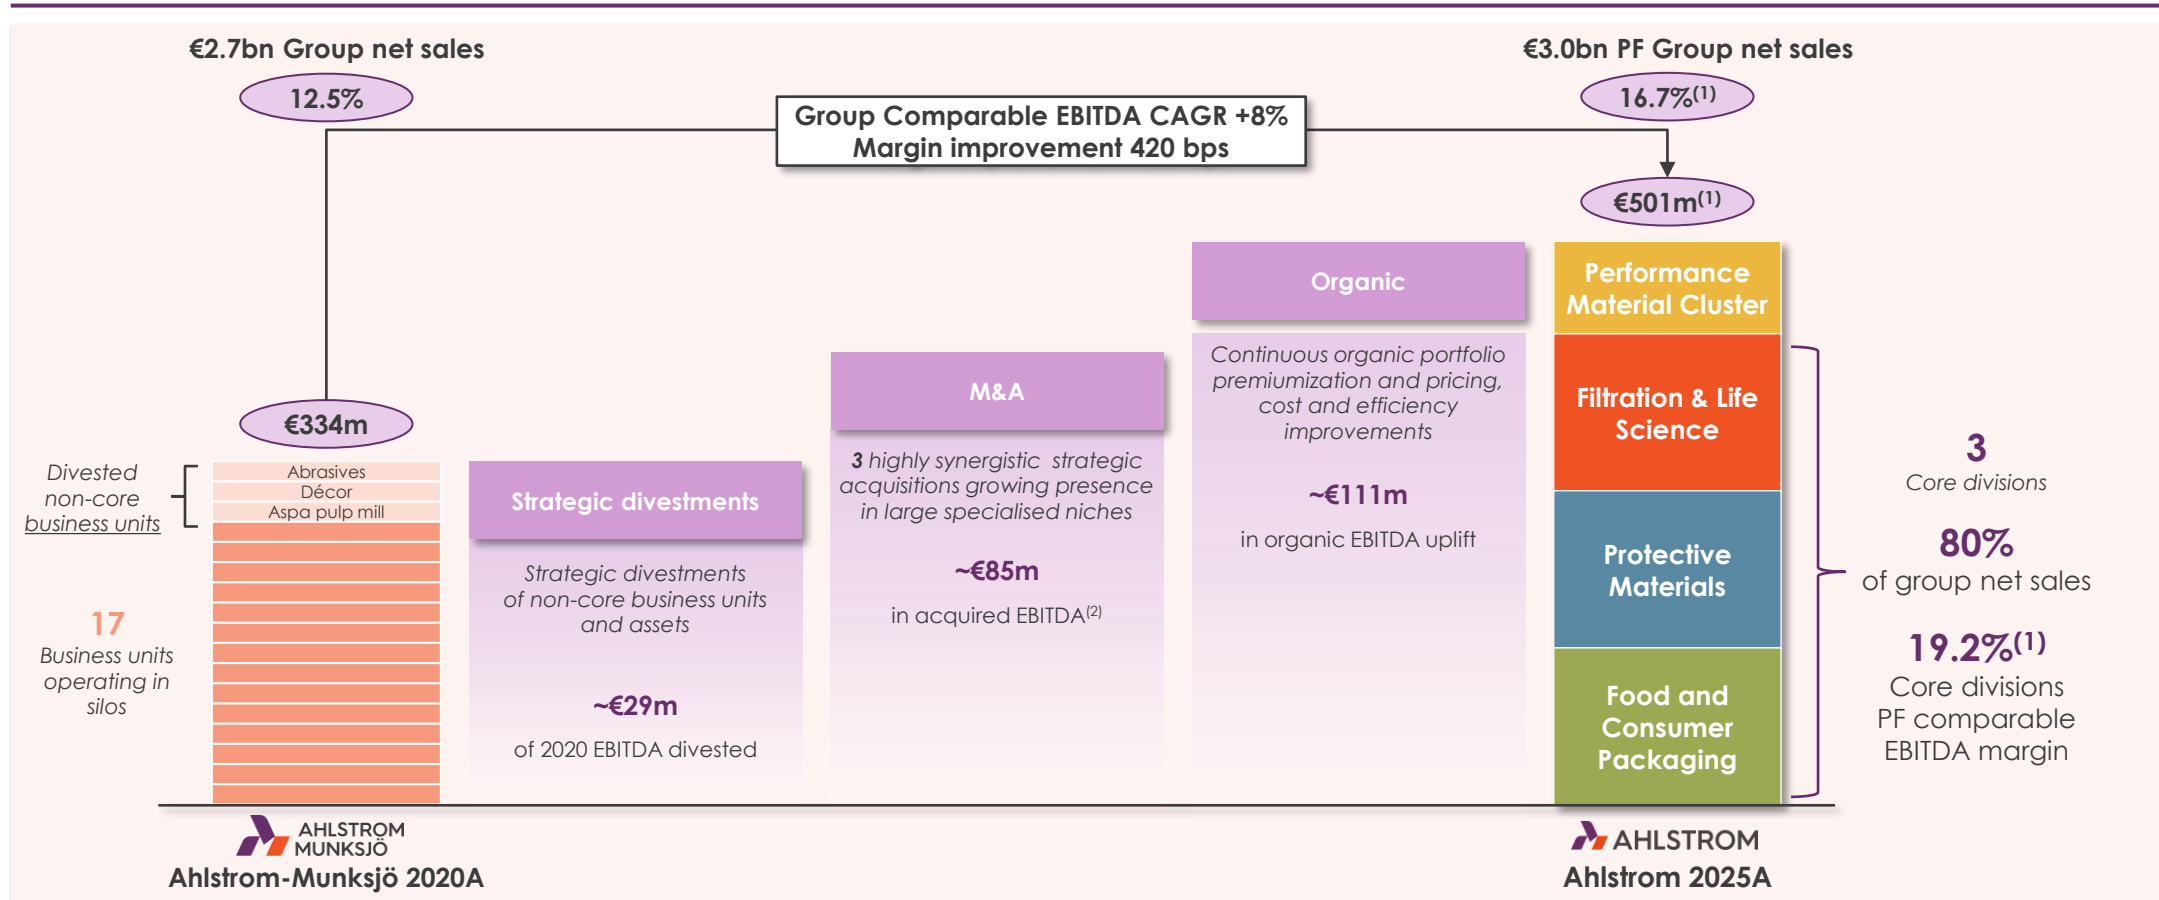 €2.7bn Group net sales
12.5%
€3.0bn PF Group net sales
16.7%(1)
Group Comparable EBITDA CAGR +8%
Margin improvement 420 bps
€501m(1)
€334m
Divested
non-core
business units
Abrasives
Décor
Aspa pulp mill
17
Business units
operating in
silos
Strategic divestments
Strategic divestments
of non-core business units
and assets
~€29m
of 2020 EBITDA divested
M&A
3 highly synergistic strategic
acquisitions growing presence
in large specialised niches
~€85m
in acquired EBITDA(2)
Organic
Continuous organic portfolio
premiumization and pricing,
cost and efficiency
improvements
~€111m
in organic EBITDA uplift
Performance
Material Cluster
Filtration & Life
Science
Protective
Materials
Food and
Consumer
Packaging
3
Core divisions
80%
of group net sales
19.2%(1)
Core divisions
PF comparable
EBITDA margin
AHLSTROM
MUNKSJÖ
Ahlstrom-Munksjö 2020A
AHLSTROM
Ahlstrom 2025A